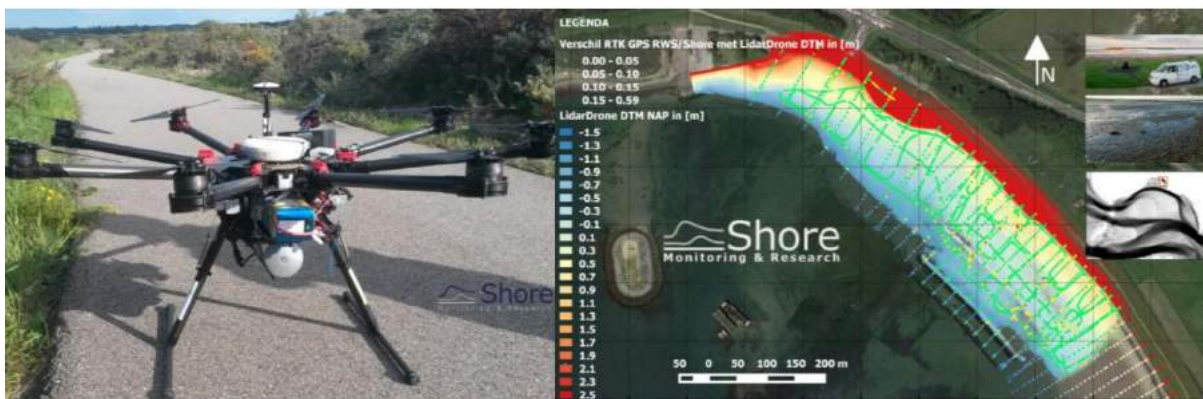 Shore
LEGENDA
Verschil RTK GPS RWS/Shore met LidarDrone DTM in [m]
0.00 - 0.05
0.05 - 0.10
0.10 - 0.15
0.15 - 0.59
LidarDrone DTM NAP in [m]
-1.5
-1.3
-1.1
-0.9
-0.7
-0.5
-0.3
-0.1
0.1
0.3
0.5
0.7
0.9
1.1
1.3
1.5
1.7
1.9
2.1
2.3
2.5
N
Shore
Monitoring & Research
50 0 50 100 150 200 m